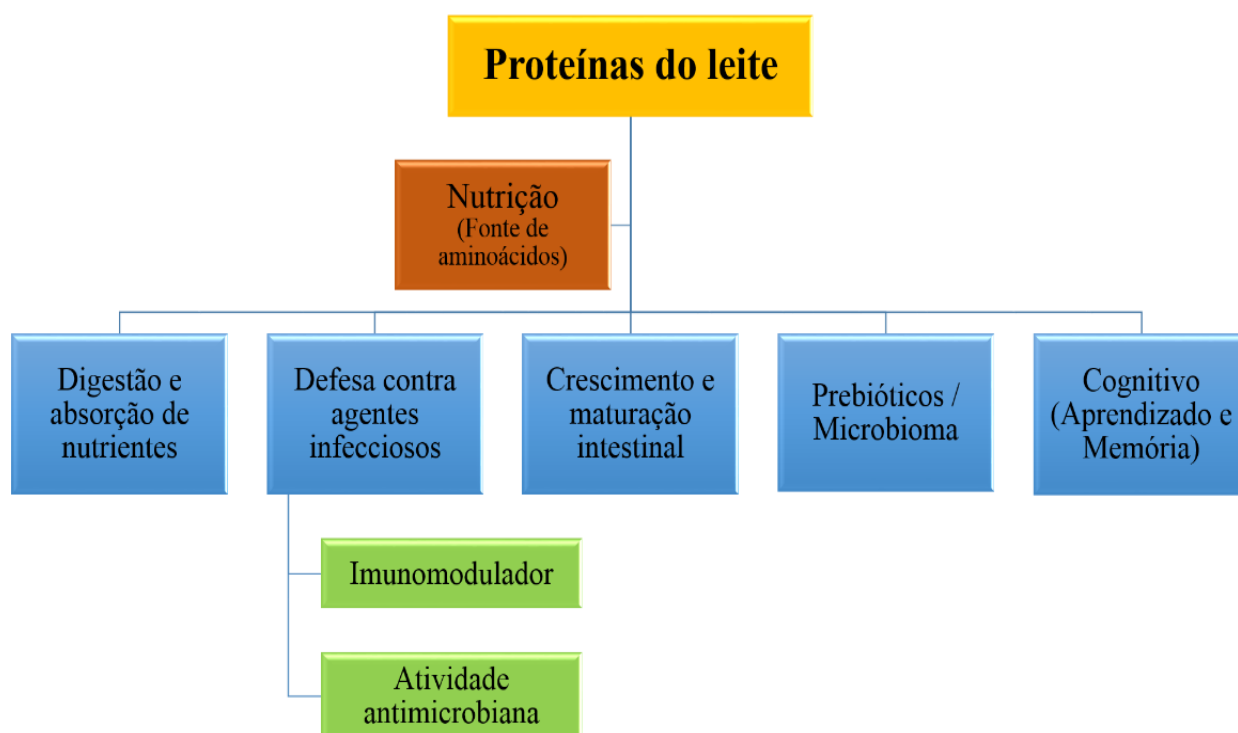 Proteínas do leite
Nutrição
(Fonte de
aminoácidos)
Digestão e
absorção de
nutrientes
Defesa contra
agentes
infecciosos
Crescimento e
maturação
intestinal
Prebióticos /
Microbioma
Cognitivo
(Aprendizado e
Memória)
Imunomodulador
Atividade
antimicrobiana